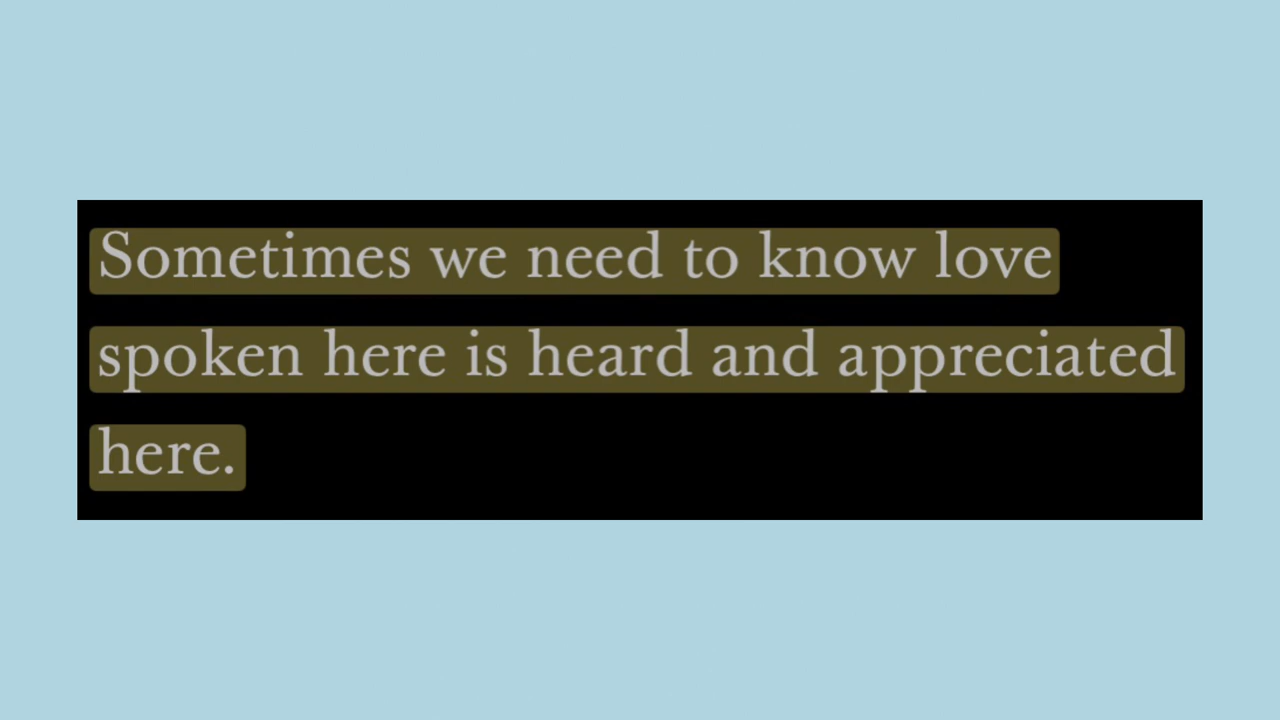 Sometimes we need to know love
spoken here is heard and appreciated
here.